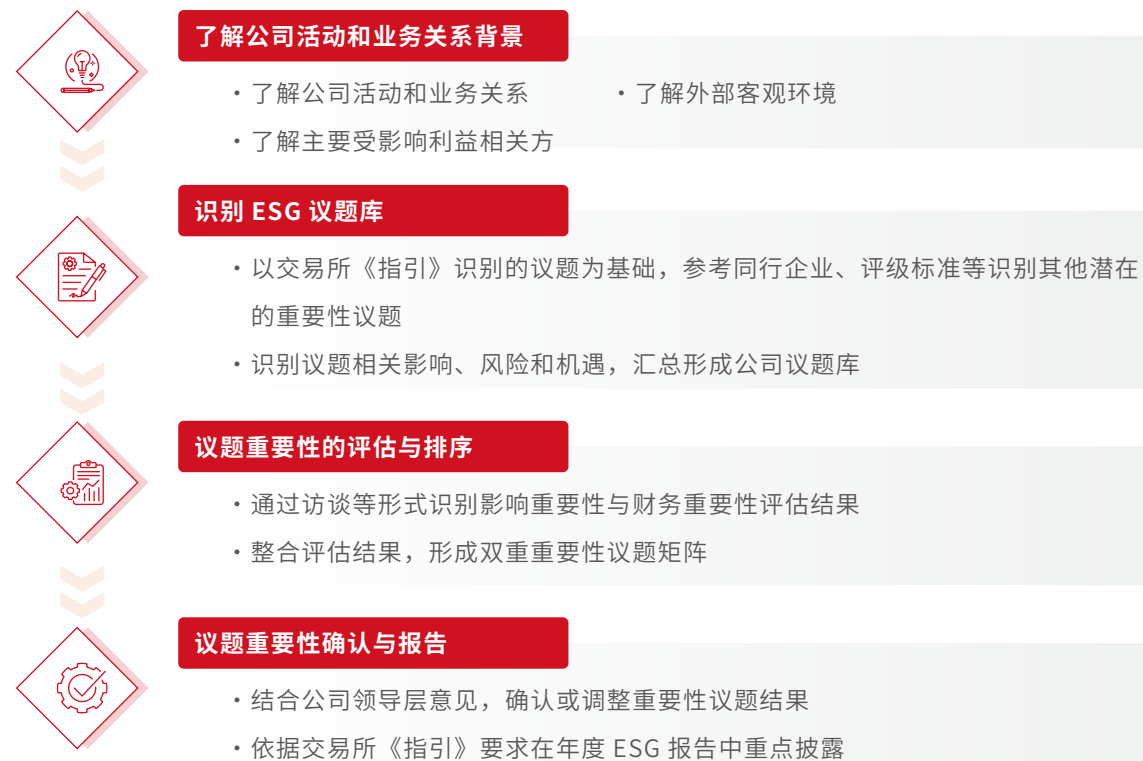 了解公司活动和业务关系背景
·了解公司活动和业务关系 ·了解外部客观环境
·了解主要受影响利益相关方
识别 ESG 议题库
·以交易所《指引》识别的议题为基础，参考同行企业、评级标准等识别其他潜在
的重要性议题
·识别议题相关影响、风险和机遇，汇总形成公司议题库
议题重要性的评估与排序
·通过访谈等形式识别影响重要性与财务重要性评估结果
·整合评估结果，形成双重重要性议题矩阵
议题重要性确认与报告
·结合公司领导层意见，确认或调整重要性议题结果
·依据交易所《指引》要求在年度 ESG 报告中重点披露